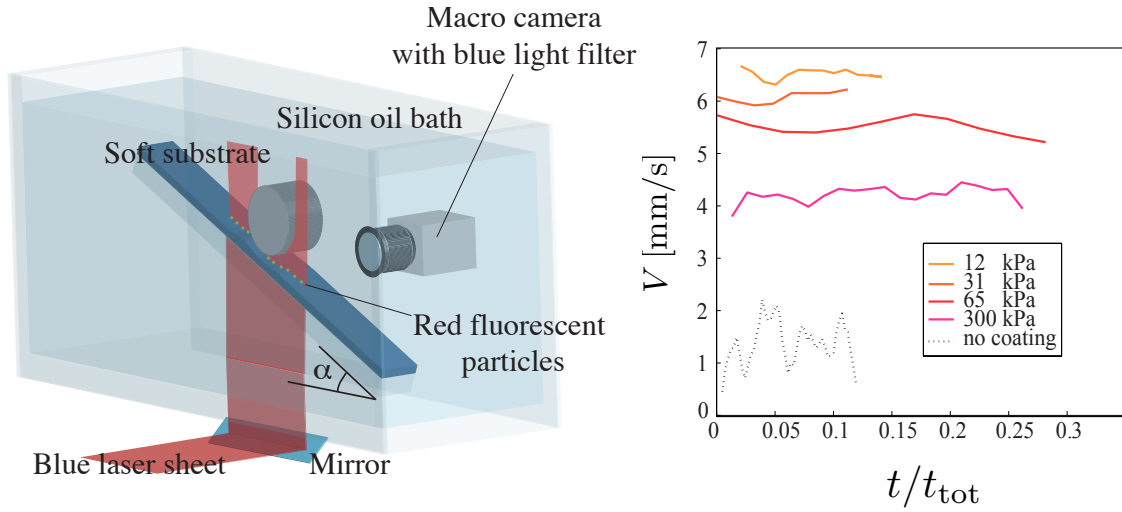 Macro camera
with blue light filter
Silicon oil bath
Soft substrate
Red fluorescent
particles
α
Blue laser sheet
Mirror
7
6
5
4
3
2
1
0
V [mm/s]
12 kPa
31 kPa
65 kPa
300 kPa
no coating
0 0.05 0.1 0.15 0.2 0.25 0.3
t/t_tot